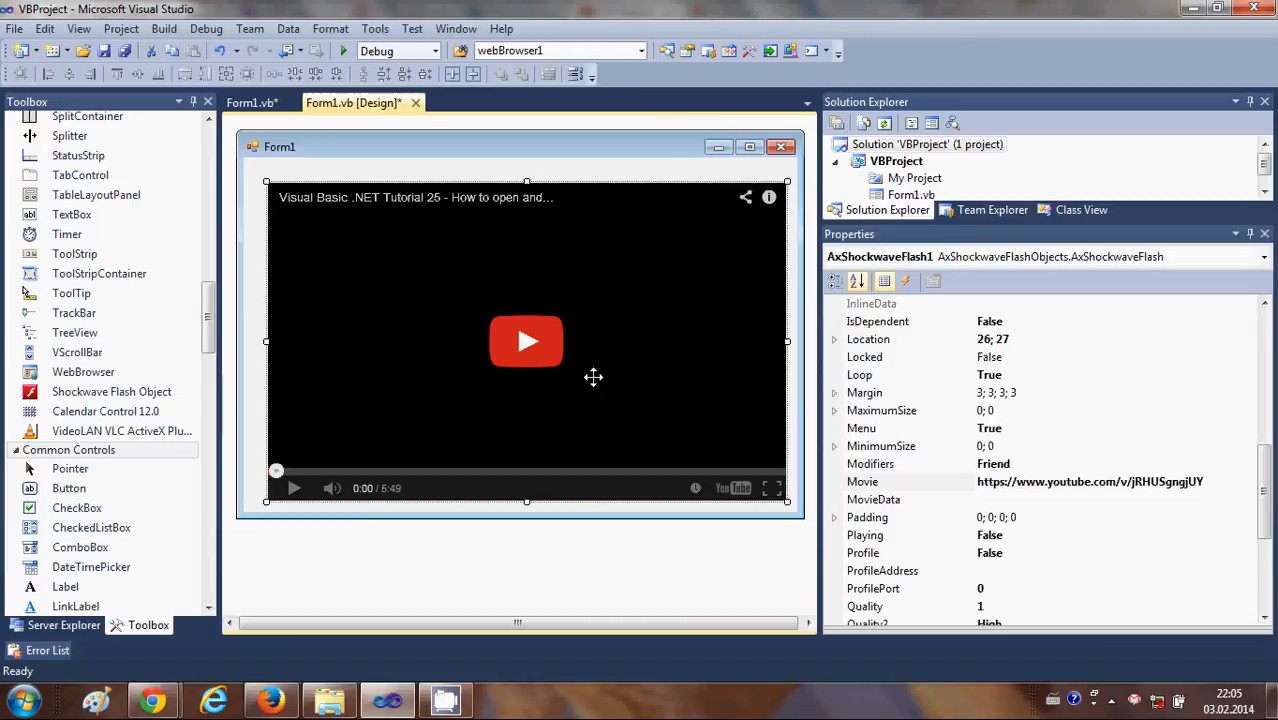 VBProject - Microsoft Visual Studio
File Edit View Project Build Debug Team Data Format Tools Test Window Help
Debug webBrowser1
Toolbox
SplitContainer
Splitter
StatusStrip
TabControl
TableLayoutPanel
TextBox
Timer
ToolStrip
ToolStripContainer
ToolTip
TrackBar
TreeView
VScrollBar
WebBrowser
Shockwave Flash Object
Calendar Control 12.0
VideoLAN VLC ActiveX Plu...
Common Controls
Pointer
Button
CheckBox
CheckedListBox
ComboBox
DateTimePicker
Label
LinkLabel
Server Explorer Toolbox
Form1.vb* Form1.vb [Design]*
Form1
Visual Basic .NET Tutorial 25 - How to open and...
0:00 / 5:49 YouTube
Solution Explorer
Solution 'VBProject' (1 project)
VBProject
My Project
Form1.vb
Solution Explorer Team Explorer Class View
Properties
AxShockwaveFlash1 AxShockwaveFlashObjects.AxShockwaveFlash
InlineData
IsDependent False
Location 26; 27
Locked False
Loop True
Margin 3; 3; 3; 3
MaximumSize 0; 0
Menu True
MinimumSize 0; 0
Modifiers Friend
Movie https://www.youtube.com/v/jRHUSgngjUY
MovieData
Padding 0; 0; 0; 0
Playing False
Profile False
ProfileAddress
ProfilePort 0
Quality 1
Quality2 High
Error List
Ready
22:05
03.02.2014